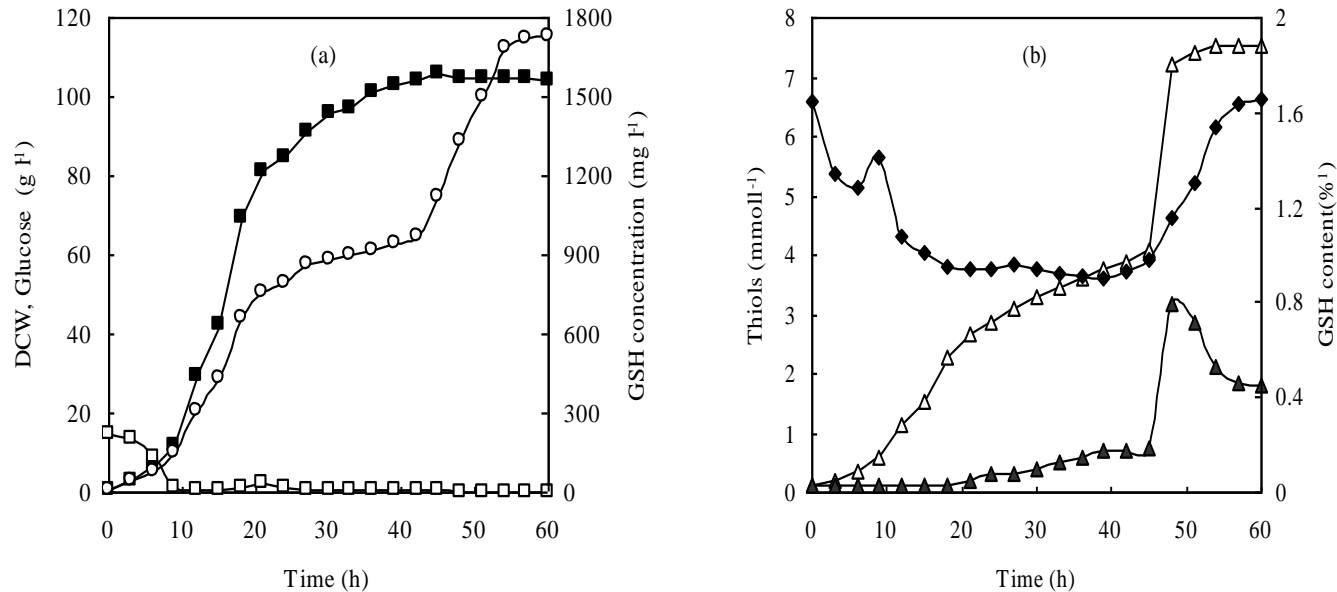 120 1800 8 2
(a) (b)
100 1500 7 1.6
80 1200 6 1.2
60 900 5 0.8
40 600 4 0.4
20 300 3 0
0 0 2
1
0
DCW, Glucose (g l-1)
GSH concentration (mg l-1)
Thiols (mmoll-1)
GSH content(%1)
0 10 20 30 40 50 60
0 10 20 30 40 50 60
Time (h)
Time (h)